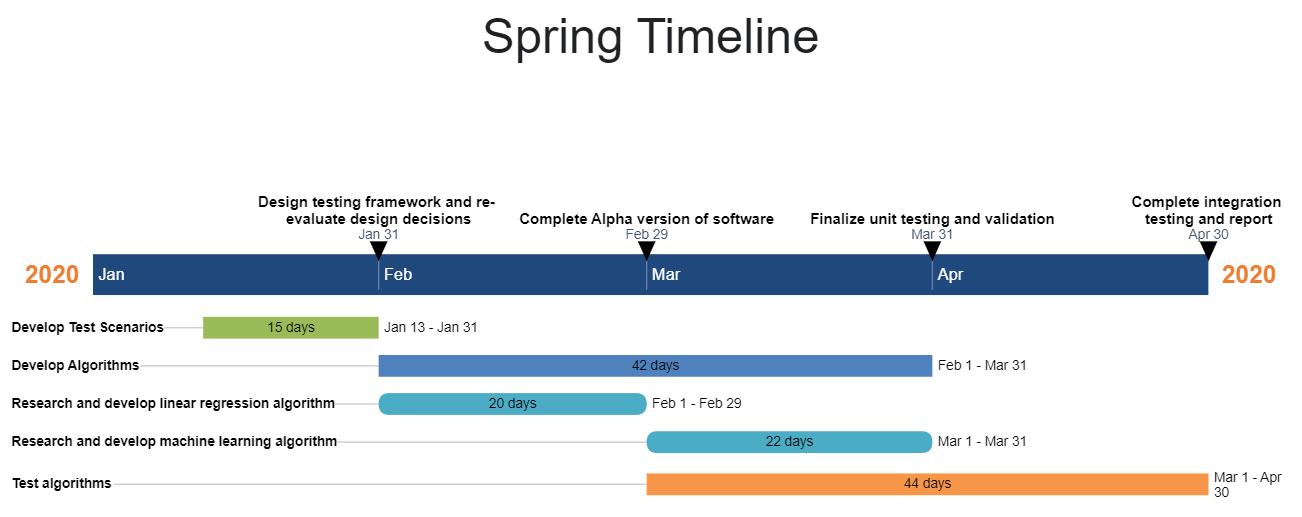 Spring Timeline
Design testing framework and re-
evaluate design decisions
Jan 31
Complete Alpha version of software
Feb 29
Finalize unit testing and validation
Mar 31
Complete integration
testing and report
Apr 30
2020
Jan
Feb
Mar
Apr
2020
Develop Test Scenarios
15 days
Jan 13 - Jan 31
Develop Algorithms
42 days
Feb 1 - Mar 31
Research and develop linear regression algorithm
20 days
Feb 1 - Feb 29
Research and develop machine learning algorithm
22 days
Mar 1 - Mar 31
Test algorithms
44 days
Mar 1 - Apr
30